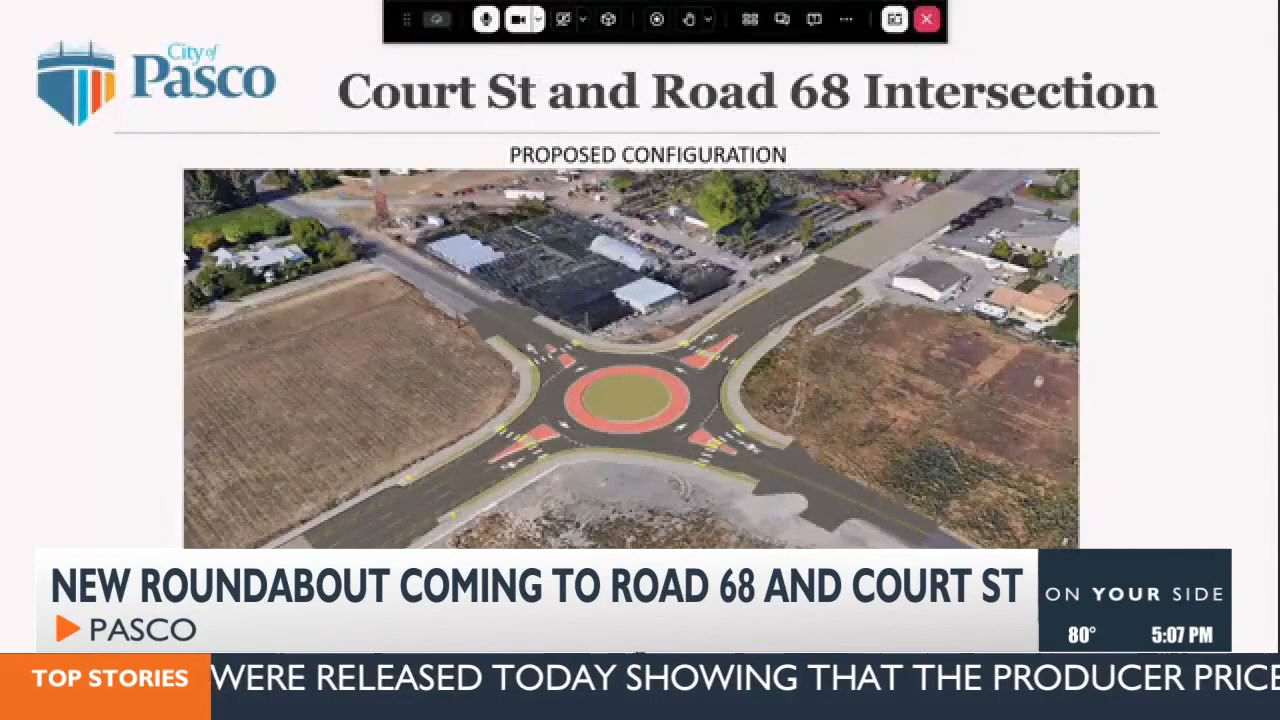 City of
Pasco
Court St and Road 68 Intersection
PROPOSED CONFIGURATION
NEW ROUNDABOUT COMING TO ROAD 68 AND COURT ST
PASCO
ON YOUR SIDE
80° 5:07 PM
TOP STORIES
WERE RELEASED TODAY SHOWING THAT THE PRODUCER PRICE